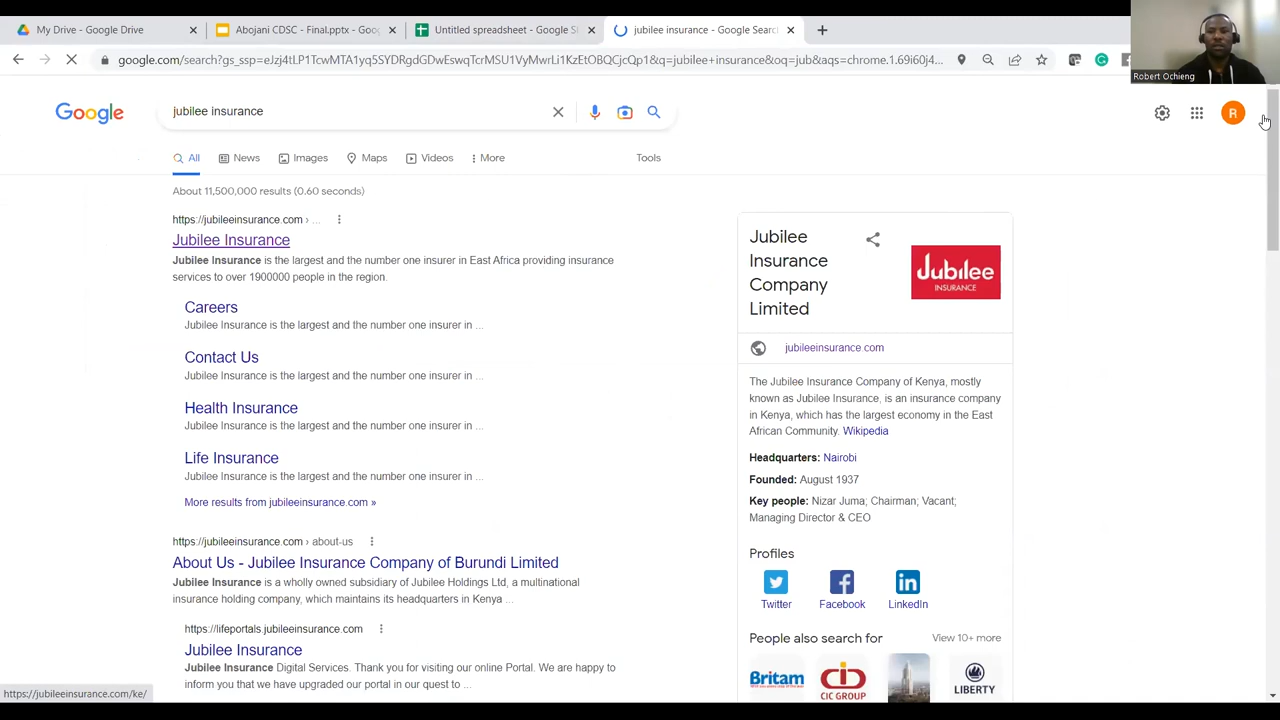 My Drive - Google Drive
Abojani CDSC - Final.pptx - Goo
Untitled spreadsheet - Google S
jubilee insurance - Google Search
Robert Ochieng
google.com/search?gs_ssp=eJzj4tLP1TcwMTA1yq5SYDRgdGDwEswqTcrMSU1VyMwrLi1KzEtOBQCjcQp1&q=jubilee+insurance&oq=jub&aqs=chrome.1.69i60j4...
Google
jubilee insurance
R
All
News
Images
Maps
Videos
More
Tools
About 11,500,000 results (0.60 seconds)
https://jubileeinsurance.com › ...
Jubilee Insurance
Jubilee Insurance is the largest and the number one insurer in East Africa providing insurance
services to over 1900000 people in the region.
Careers
Jubilee Insurance is the largest and the number one insurer in ...
Contact Us
Jubilee Insurance is the largest and the number one insurer in ...
Health Insurance
Jubilee Insurance is the largest and the number one insurer in ...
Life Insurance
Jubilee Insurance is the largest and the number one insurer in ...
More results from jubileeinsurance.com »
https://jubileeinsurance.com › about-us
About Us - Jubilee Insurance Company of Burundi Limited
Jubilee Insurance is a wholly owned subsidiary of Jubilee Holdings Ltd, a multinational
insurance holding company, which maintains its headquarters in Kenya ...
https://lifeportals.jubileeinsurance.com
Jubilee Insurance
Jubilee Insurance Digital Services. Thank you for visiting our online Portal. We are happy to
inform you that we have upgraded our portal in our quest to ...
https://jubileeinsurance.com/ke/
Jubilee
Insurance
Company
Limited
Jubilee
INSURANCE
jubileeinsurance.com
The Jubilee Insurance Company of Kenya, mostly
known as Jubilee Insurance, is an insurance company
in Kenya, which has the largest economy in the East
African Community. Wikipedia
Headquarters: Nairobi
Founded: August 1937
Key people: Nizar Juma; Chairman; Vacant;
Managing Director & CEO
Profiles
Twitter
Facebook
LinkedIn
People also search for
View 10+ more
Britam
CIC GROUP
LIBERTY